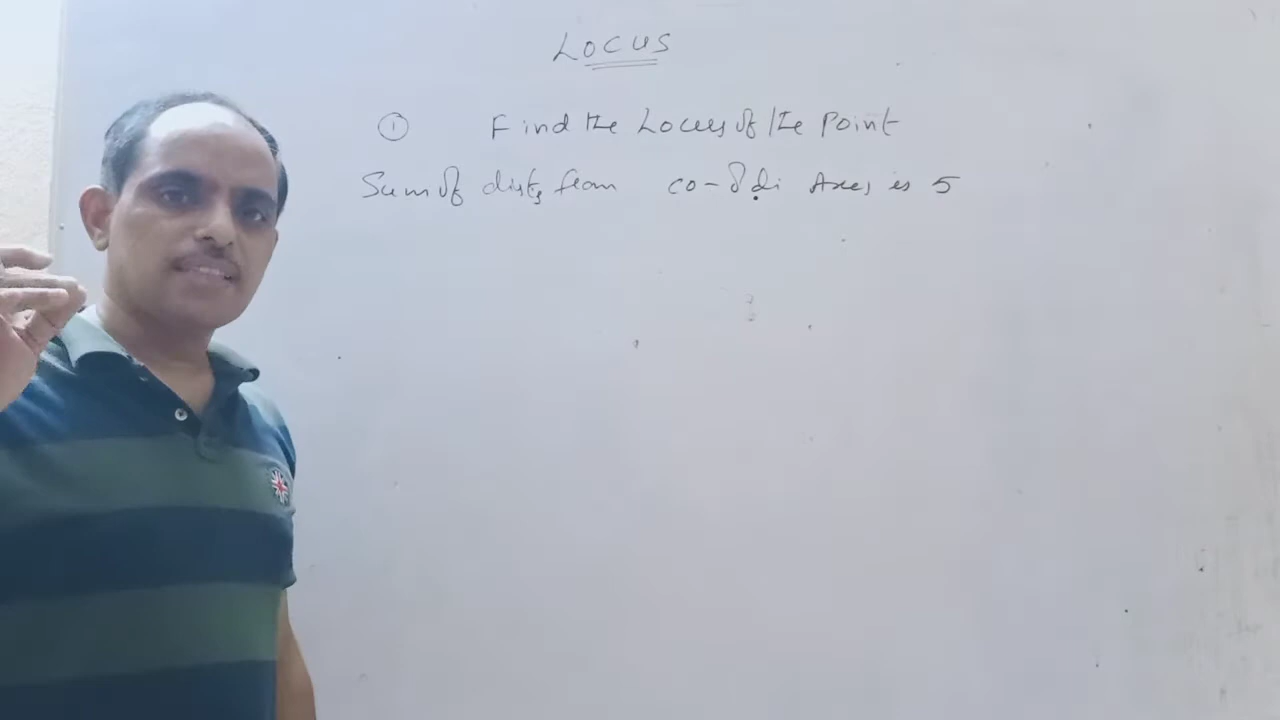 LOCUS
① Find the Locus of the Point
Sum of dists from co-ordi Axes is 5